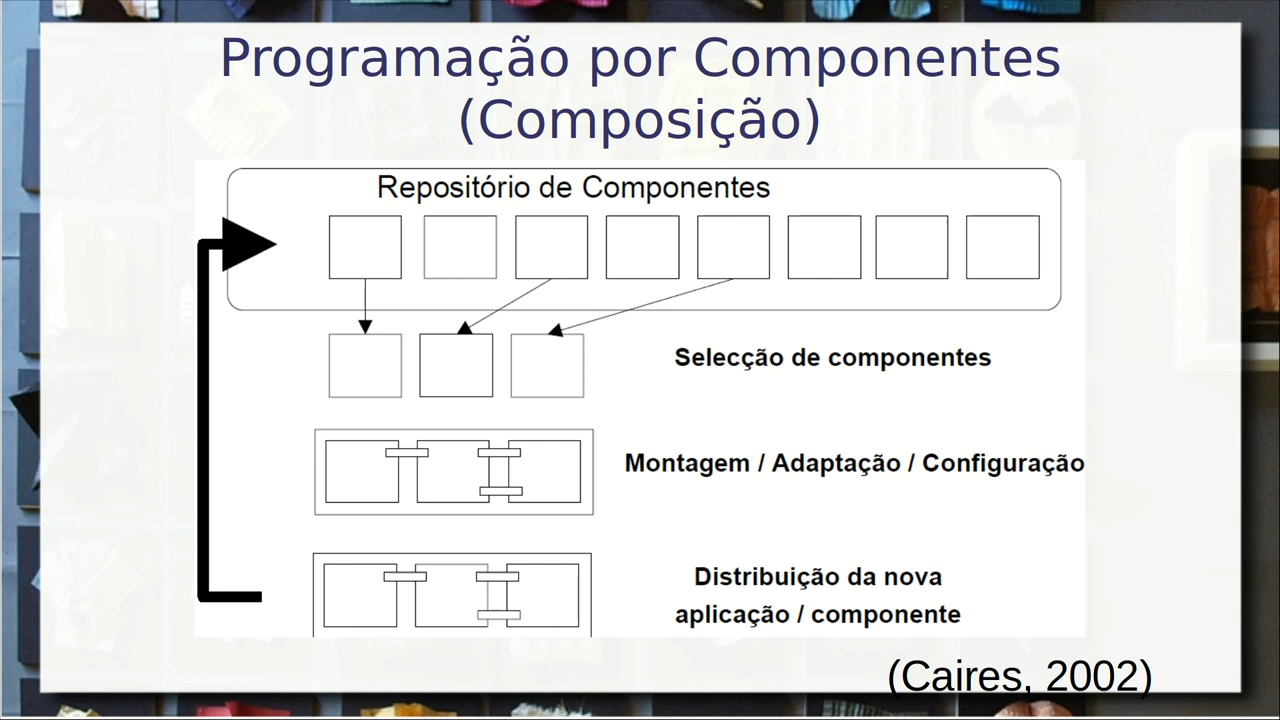 Programação por Componentes
(Composição)
Repositório de Componentes
Selecção de componentes
Montagem / Adaptação / Configuração
Distribuição da nova
aplicação / componente
(Caires, 2002)